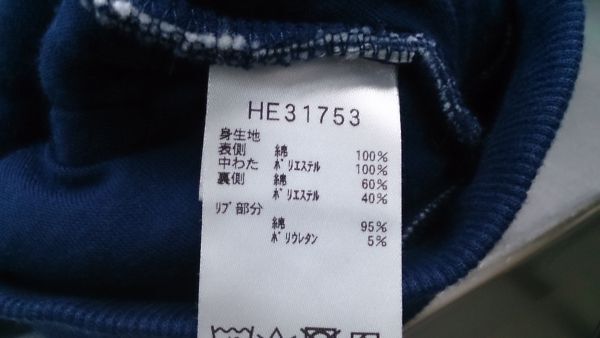 HE31753
身生地
表側 綿 100%
中わた ポリエステル 100%
裏側 綿 60%
ポリエステル 40%
リブ部分
綿 95%
ポリウレタン 5%